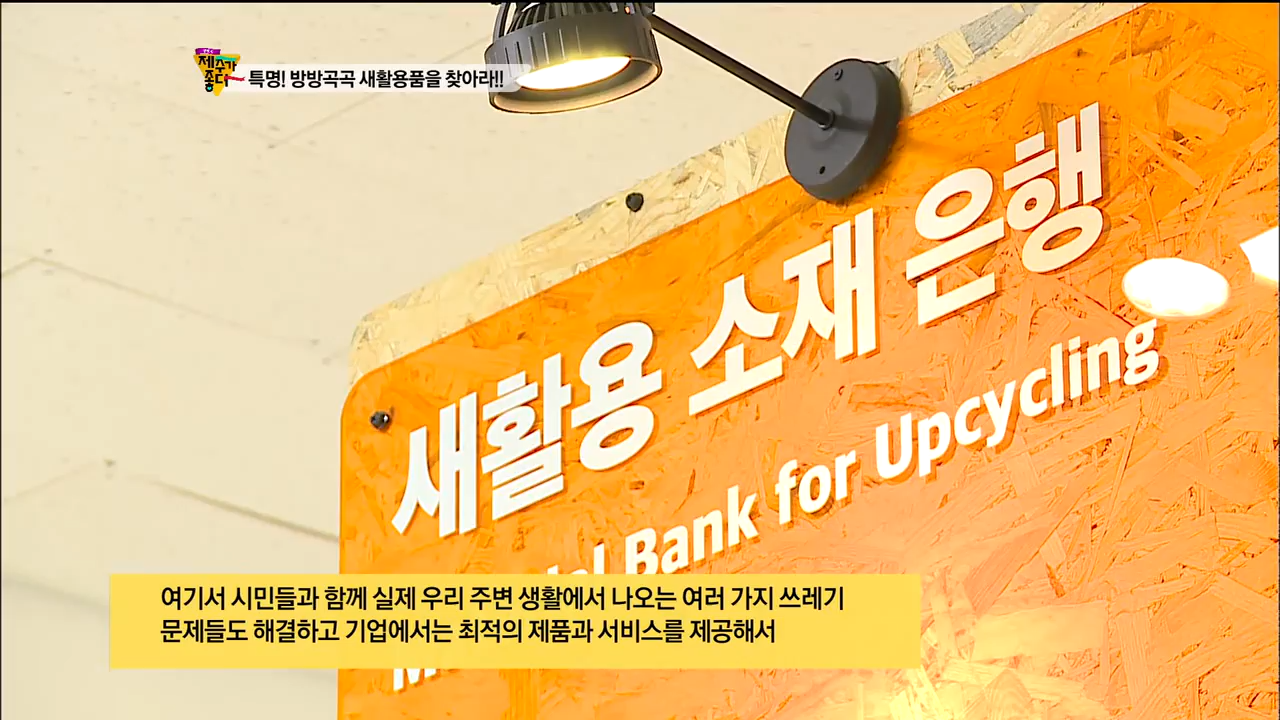 제주가
좋다
특명! 방방곡곡 새활용품을 찾아라!!
새활용 소재 은행
Bank for Upcycling
여기서 시민들과 함께 실제 우리 주변 생활에서 나오는 여러 가지 쓰레기
문제들도 해결하고 기업에서는 최적의 제품과 서비스를 제공해서